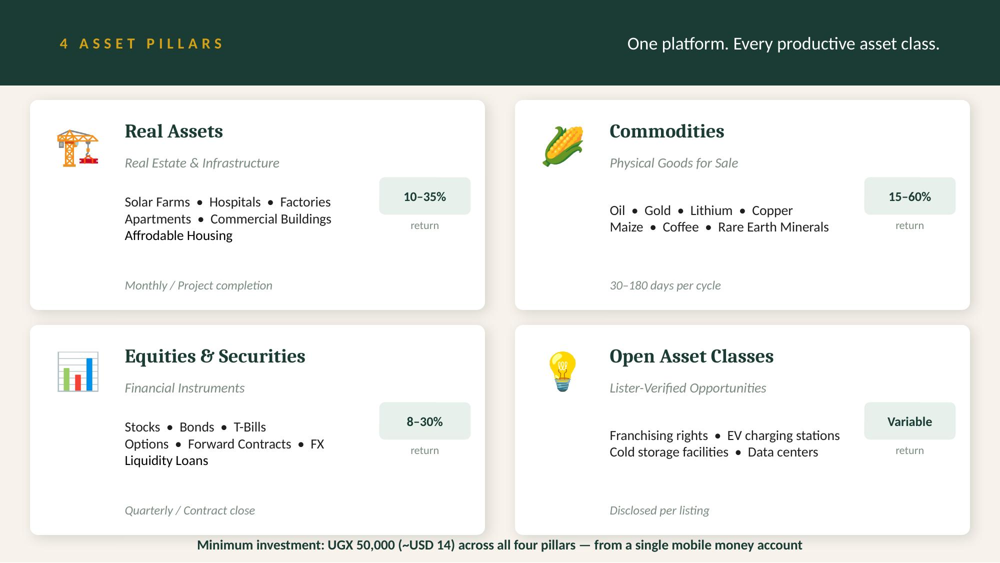 4 ASSET PILLARS
One platform. Every productive asset class.
Real Assets
Real Estate & Infrastructure
Solar Farms • Hospitals • Factories
Apartments • Commercial Buildings
Affrodable Housing
10–35%
return
Monthly / Project completion
Commodities
Physical Goods for Sale
Oil • Gold • Lithium • Copper
Maize • Coffee • Rare Earth Minerals
15–60%
return
30–180 days per cycle
Equities & Securities
Financial Instruments
Stocks • Bonds • T-Bills
Options • Forward Contracts • FX
Liquidity Loans
8–30%
return
Quarterly / Contract close
Open Asset Classes
Lister-Verified Opportunities
Franchising rights • EV charging stations
Cold storage facilities • Data centers
Variable
return
Disclosed per listing
Minimum investment: UGX 50,000 (~USD 14) across all four pillars — from a single mobile money account